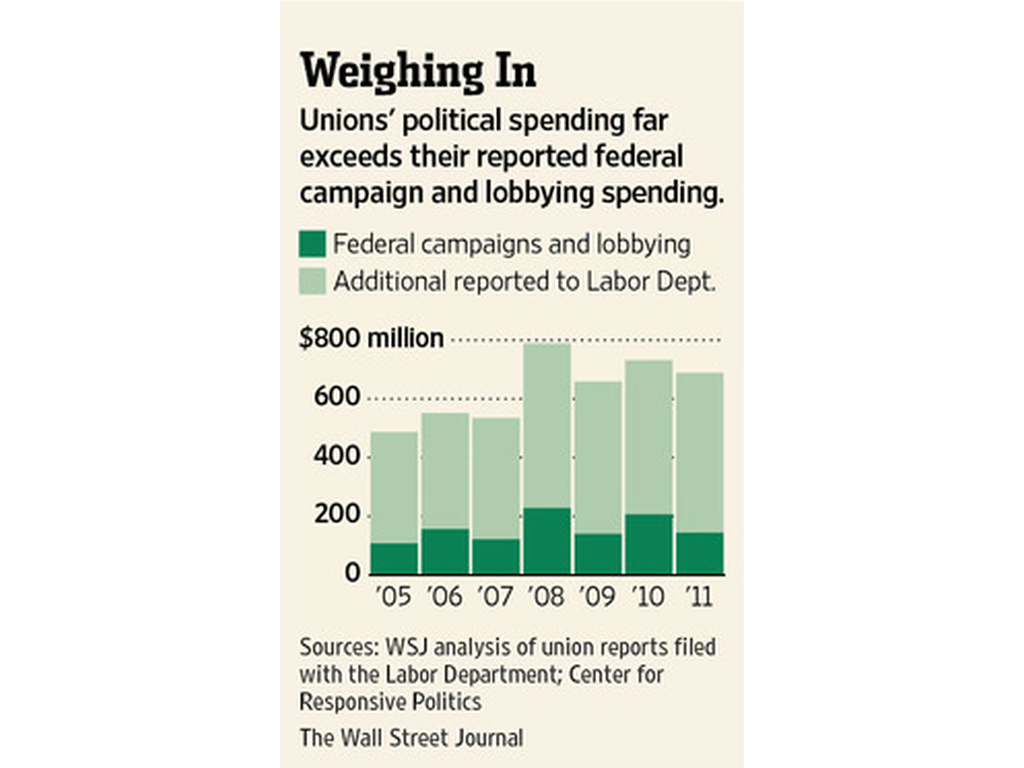 Weighing In
Unions’ political spending far
exceeds their reported federal
campaign and lobbying spending.
Federal campaigns and lobbying
Additional reported to Labor Dept.
$800 million
600
400
200
0
’05 ’06 ’07 ’08 ’09 ’10 ’11
Sources: WSJ analysis of union reports filed
with the Labor Department; Center for
Responsive Politics
The Wall Street Journal